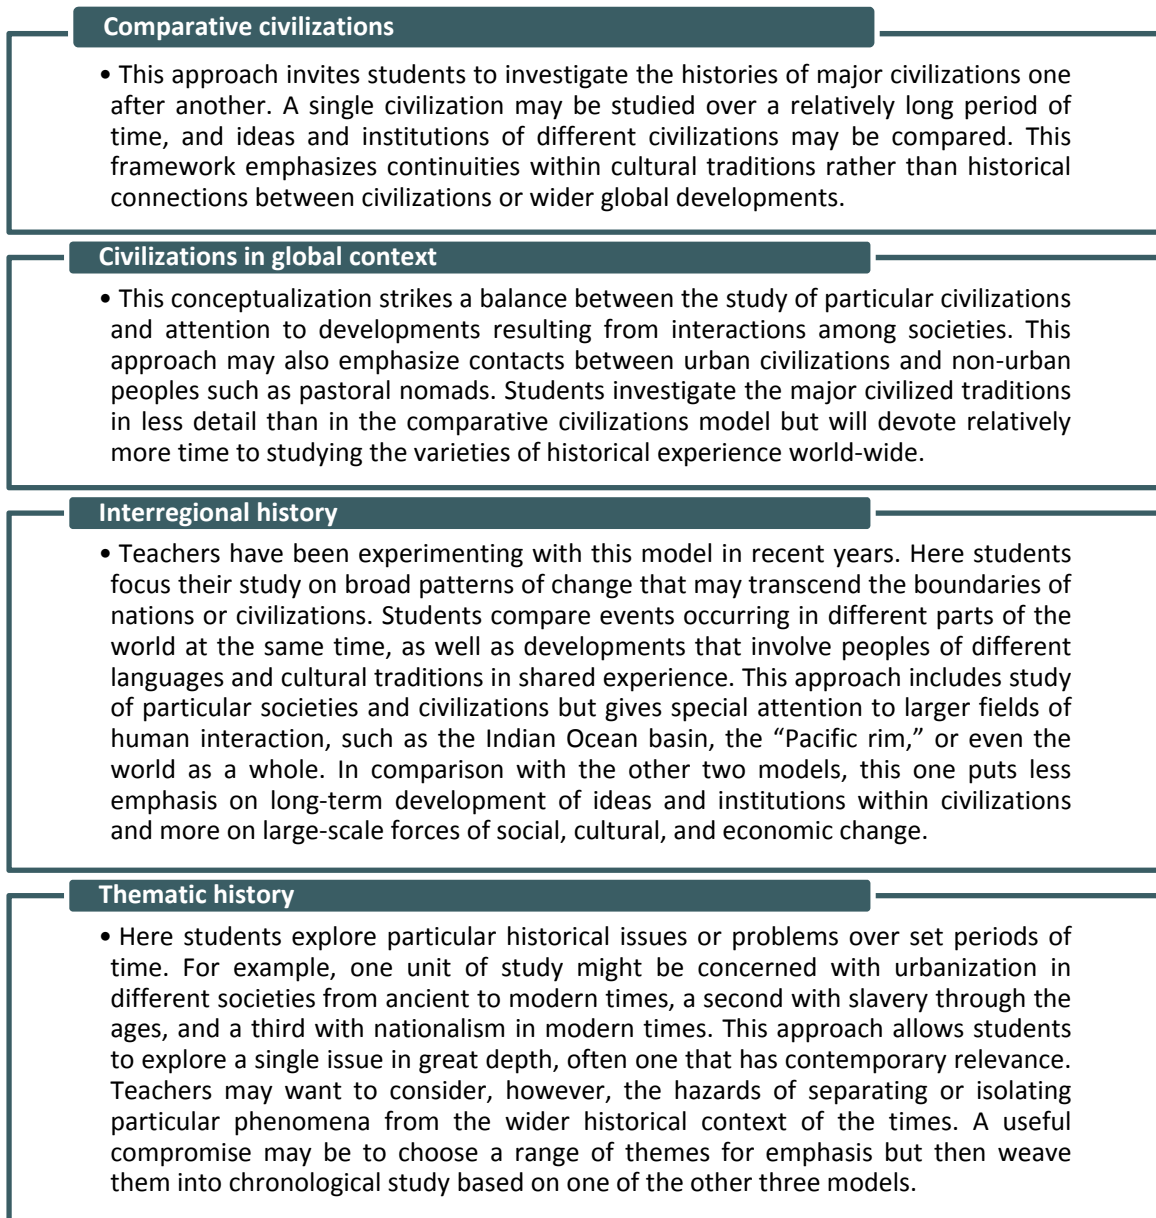 Comparative civilizations
• This approach invites students to investigate the histories of major civilizations one
after another. A single civilization may be studied over a relatively long period of
time, and ideas and institutions of different civilizations may be compared. This
framework emphasizes continuities within cultural traditions rather than historical
connections between civilizations or wider global developments.
Civilizations in global context
• This conceptualization strikes a balance between the study of particular civilizations
and attention to developments resulting from interactions among societies. This
approach may also emphasize contacts between urban civilizations and non-urban
peoples such as pastoral nomads. Students investigate the major civilized traditions
in less detail than in the comparative civilizations model but will devote relatively
more time to studying the varieties of historical experience world-wide.
Interregional history
• Teachers have been experimenting with this model in recent years. Here students
focus their study on broad patterns of change that may transcend the boundaries of
nations or civilizations. Students compare events occurring in different parts of the
world at the same time, as well as developments that involve peoples of different
languages and cultural traditions in shared experience. This approach includes study
of particular societies and civilizations but gives special attention to larger fields of
human interaction, such as the Indian Ocean basin, the “Pacific rim,” or even the
world as a whole. In comparison with the other two models, this one puts less
emphasis on long-term development of ideas and institutions within civilizations
and more on large-scale forces of social, cultural, and economic change.
Thematic history
• Here students explore particular historical issues or problems over set periods of
time. For example, one unit of study might be concerned with urbanization in
different societies from ancient to modern times, a second with slavery through the
ages, and a third with nationalism in modern times. This approach allows students
to explore a single issue in great depth, often one that has contemporary relevance.
Teachers may want to consider, however, the hazards of separating or isolating
particular phenomena from the wider historical context of the times. A useful
compromise may be to choose a range of themes for emphasis but then weave
them into chronological study based on one of the other three models.